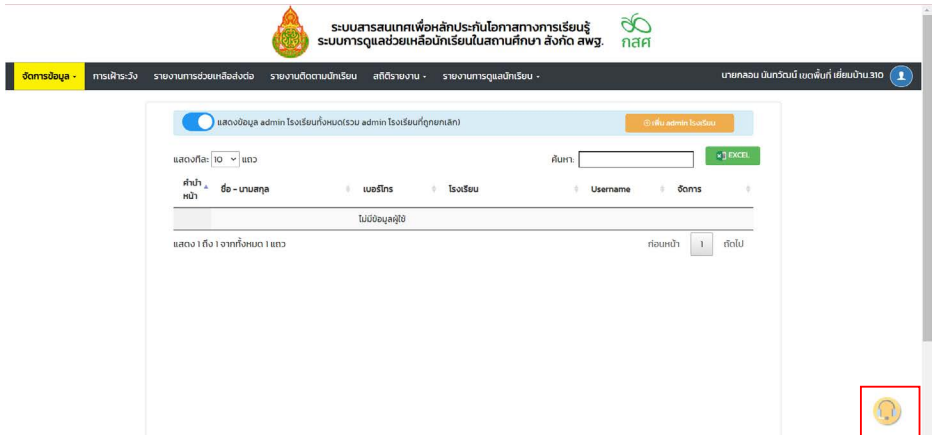 ระบบสารสนเทศเพื่อหลักประกันโอกาสทางการเรียนรู้
ระบบการดูแลช่วยเหลือนักเรียนในสถานศึกษา สังกัด สพฐ.
กสศ
จัดการข้อมูล การเฝ้าระวัง รายงานการช่วยเหลือส่งต่อ รายงานติดตามนักเรียน สถิติรายงาน รายงานการดูแลนักเรียน นายกลอน นันทวัฒน์ เขตพื้นที่ เยี่ยมบ้าน.310
แสดงข้อมูล admin โรงเรียนทั้งหมด(รวม admin โรงเรียนที่ถูกยกเลิก) เพิ่ม admin โรงเรียน
แสดงทีละ 10 แถว ค้นหา: EXCEL
คำนำหน้า ชื่อ - นามสกุล เบอร์โทร โรงเรียน Username จัดการ
ไม่มีข้อมูลผู้ใช้
แสดง 1 ถึง 1 จากทั้งหมด 1 แถว ก่อนหน้า 1 ถัดไป